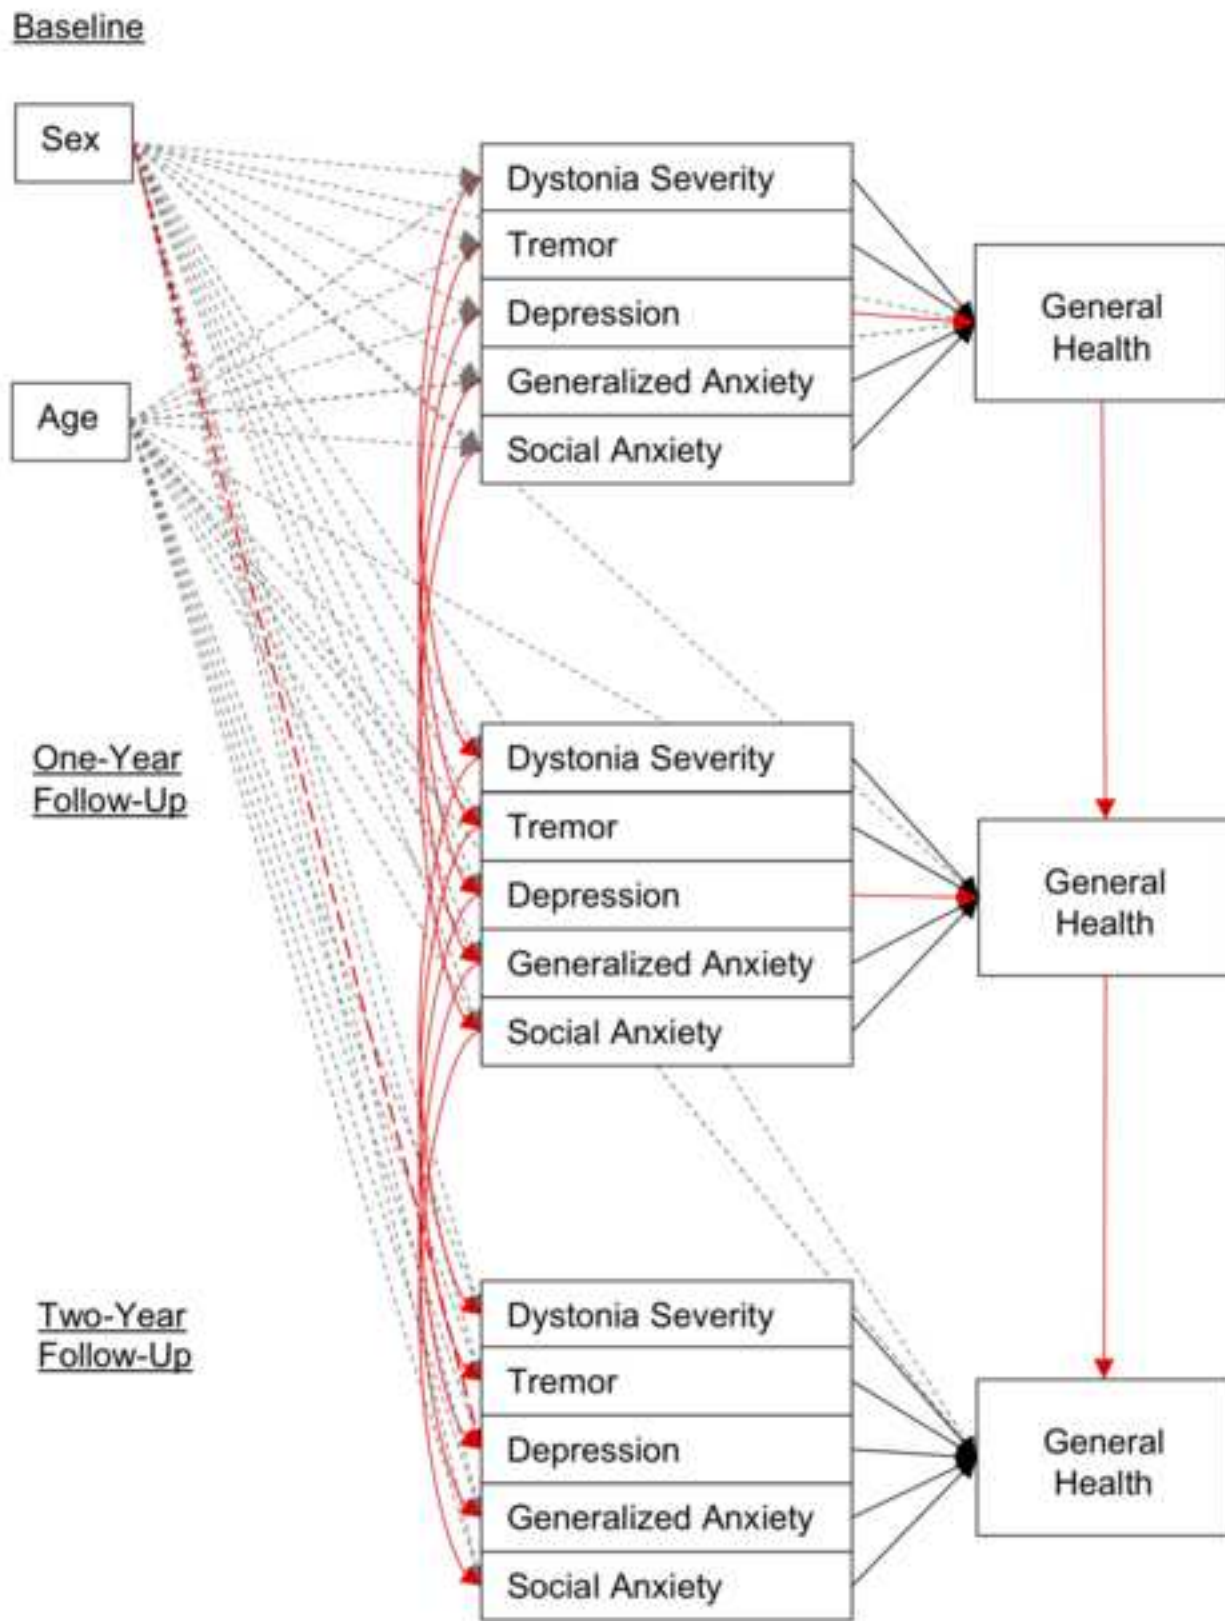 Baseline
Sex
Dystonia Severity
Tremor
Depression
Generalized Anxiety
Social Anxiety
General
Health
Age
One-Year
Follow-Up
Dystonia Severity
Tremor
Depression
Generalized Anxiety
Social Anxiety
General
Health
Two-Year
Follow-Up
Dystonia Severity
Tremor
Depression
Generalized Anxiety
Social Anxiety
General
Health